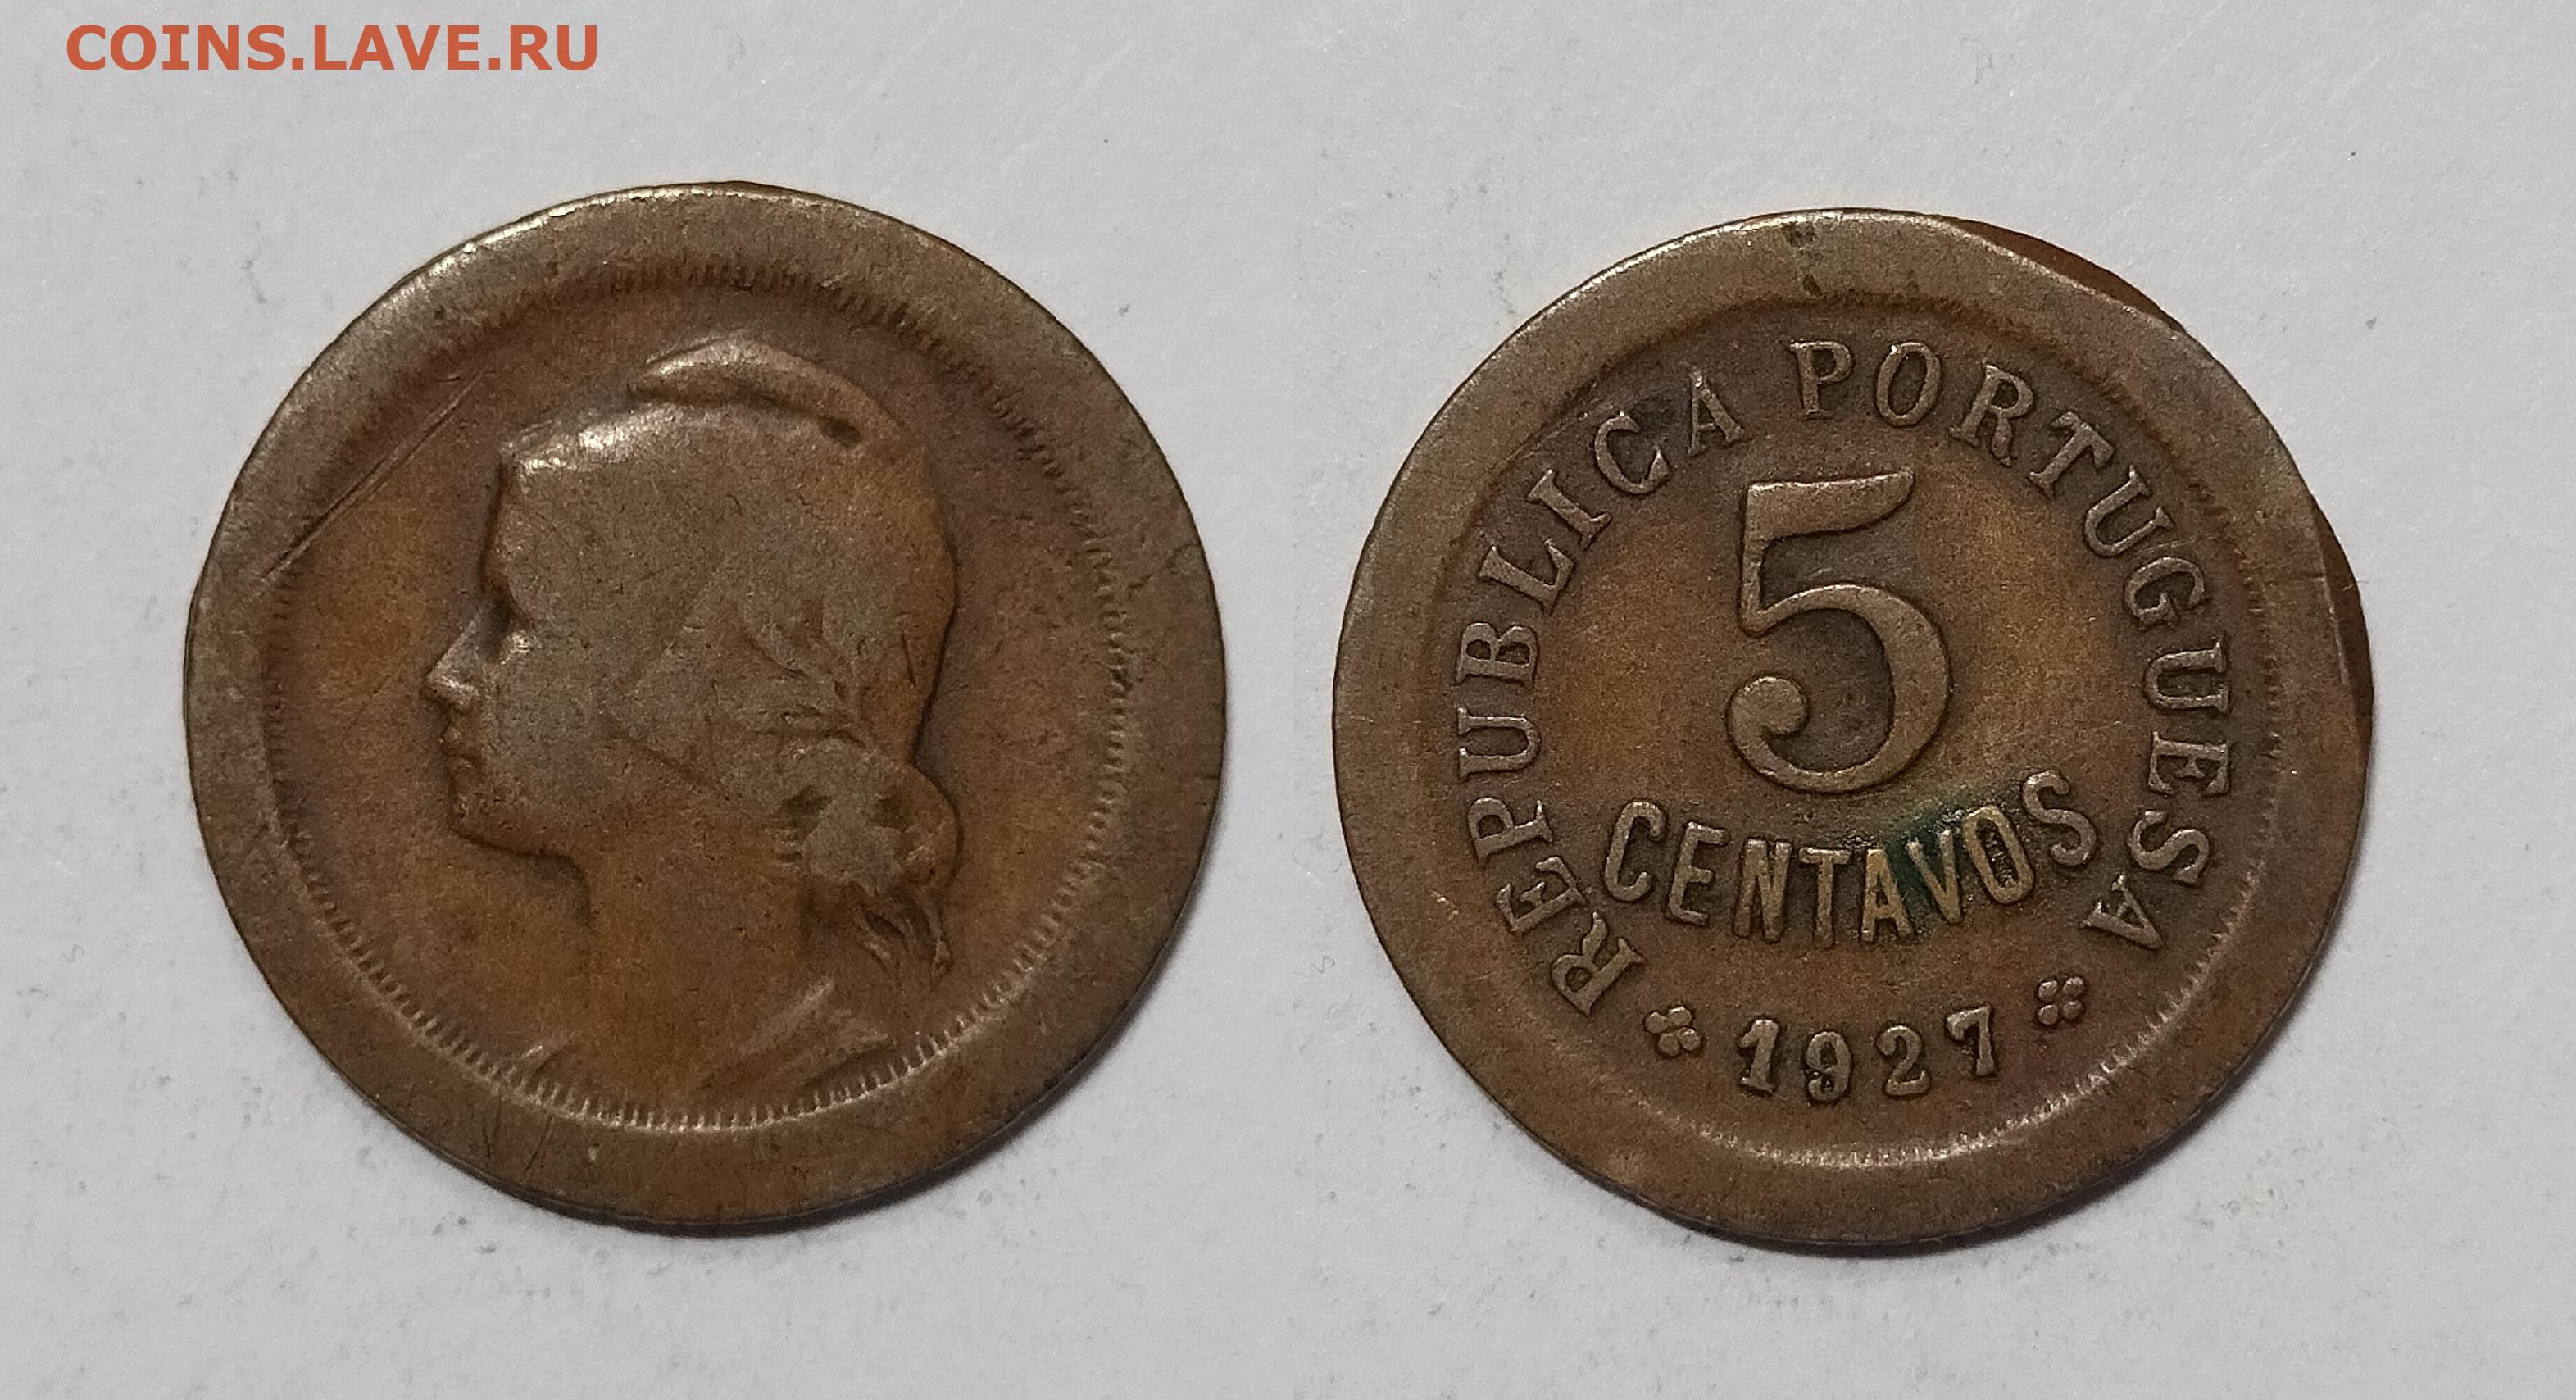 COINS.LAVE.RU
REPUBLICA PORTUGUESA
5
CENTAVOS
1927